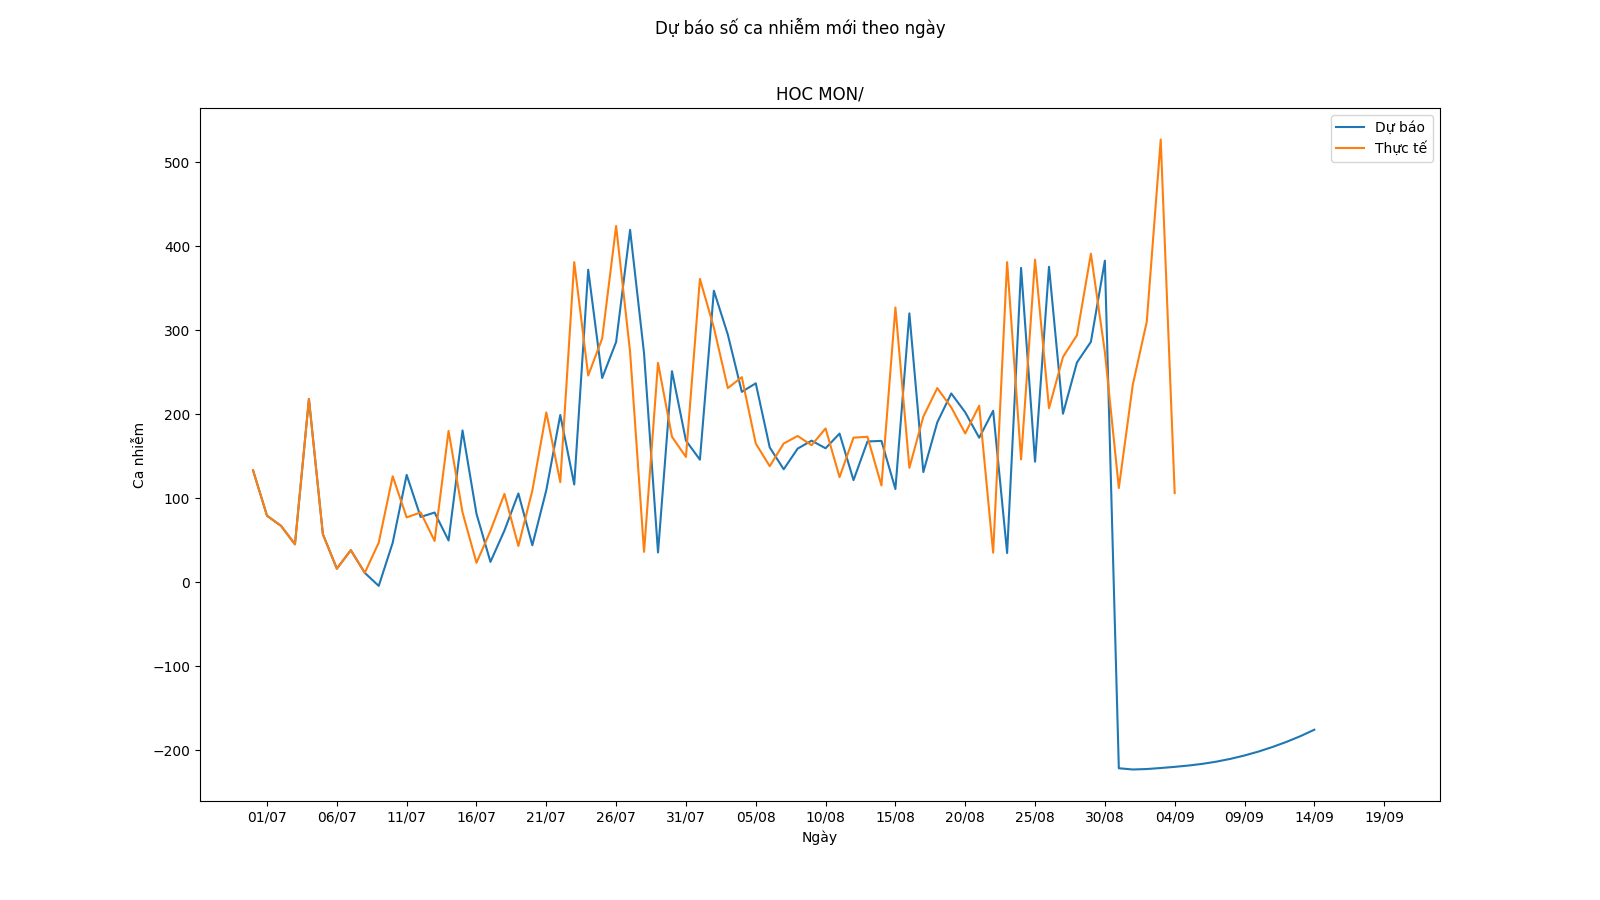 Dự báo số ca nhiễm mới theo ngày
HOC MON/
Dự báo
Thực tế
Ca nhiễm
500
400
300
200
100
0
−100
−200
01/07 06/07 11/07 16/07 21/07 26/07 31/07 05/08 10/08 15/08 20/08 25/08 30/08 04/09 09/09 14/09 19/09
Ngày